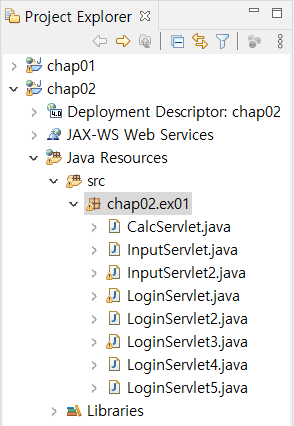 Project Explorer
chap01
chap02
Deployment Descriptor: chap02
JAX-WS Web Services
Java Resources
src
chap02.ex01
CalcServlet.java
InputServlet.java
InputServlet2.java
LoginServlet.java
LoginServlet2.java
LoginServlet3.java
LoginServlet4.java
LoginServlet5.java
Libraries